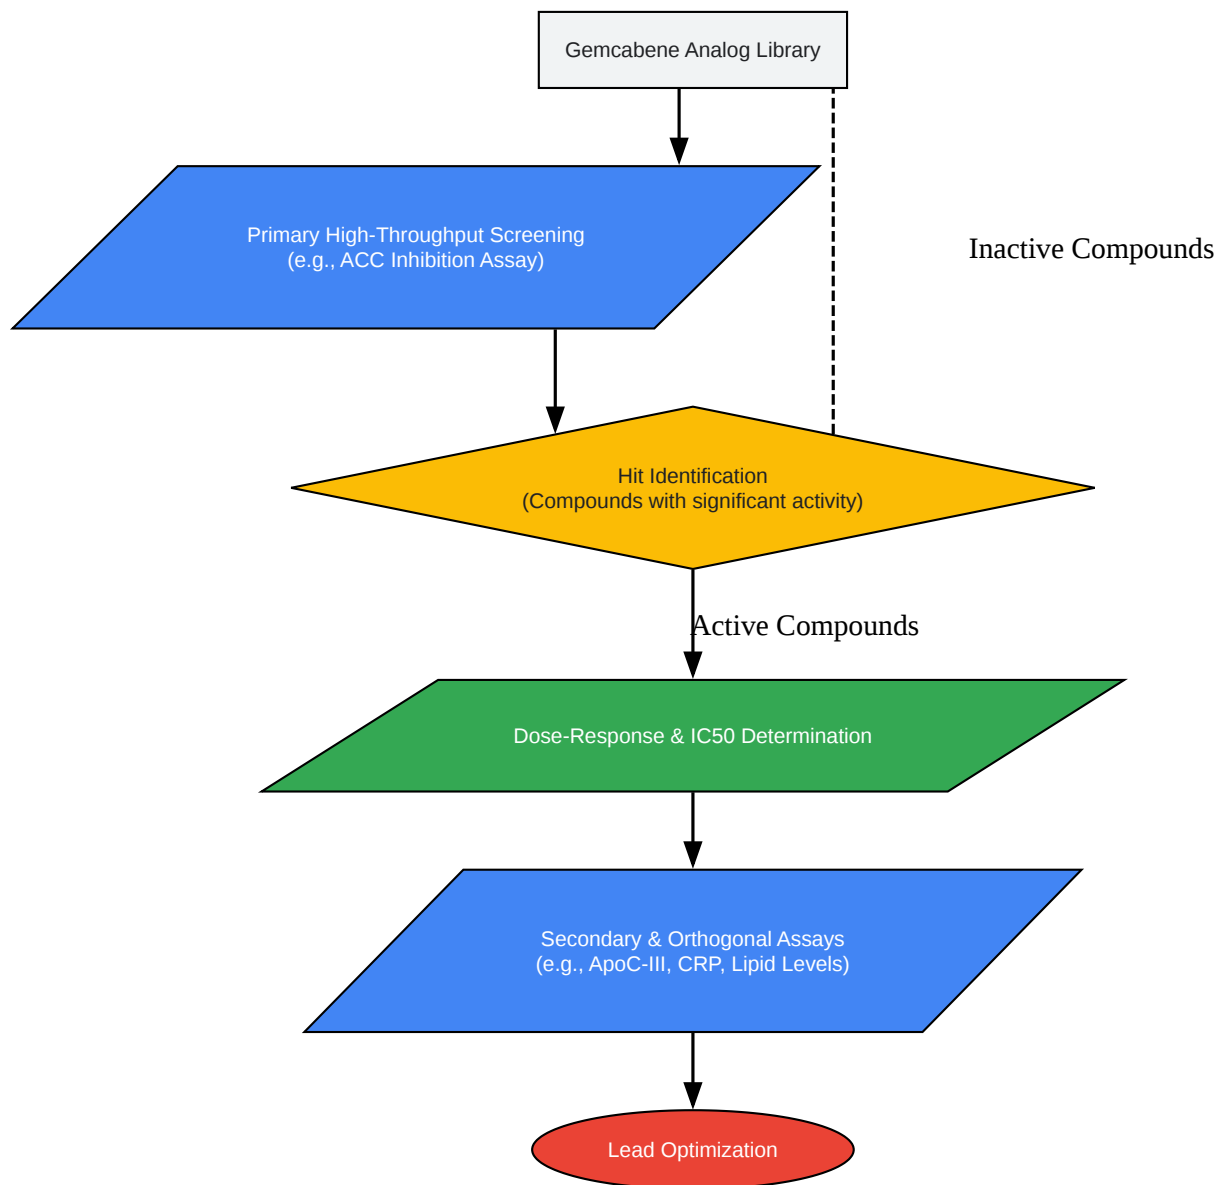 Gemcabene Analog Library
Primary High-Throughput Screening
(e.g., ACC Inhibition Assay)
Inactive Compounds
Hit Identification
(Compounds with significant activity)
Active Compounds
Dose-Response & IC50 Determination
Secondary & Orthogonal Assays
(e.g., ApoC-III, CRP, Lipid Levels)
Lead Optimization